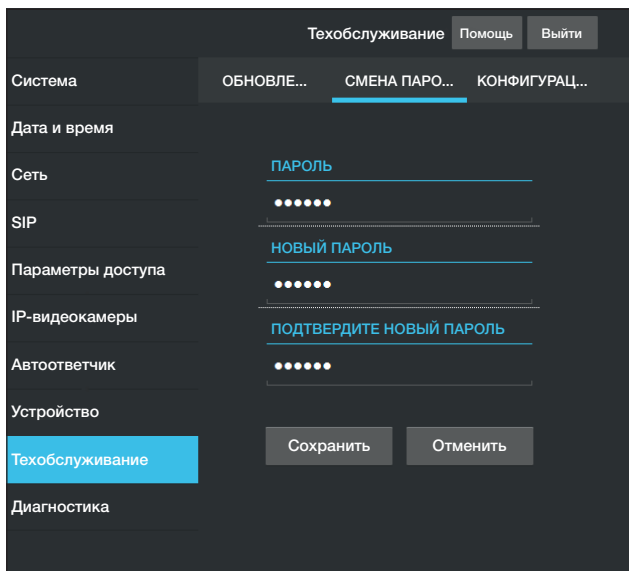 Техобслуживание Помощь Выйти
Система
ОБНОВЛЕ... СМЕНА ПАРО... КОНФИГУРАЦ...
Дата и время
Сеть
SIP
Параметры доступа
IP-видеокамеры
Автоответчик
Устройство
Техобслуживание
Диагностика
ПАРОЛЬ
••••••
НОВЫЙ ПАРОЛЬ
••••••
ПОДТВЕРДИТЕ НОВЫЙ ПАРОЛЬ
••••••
Сохранить Отменить